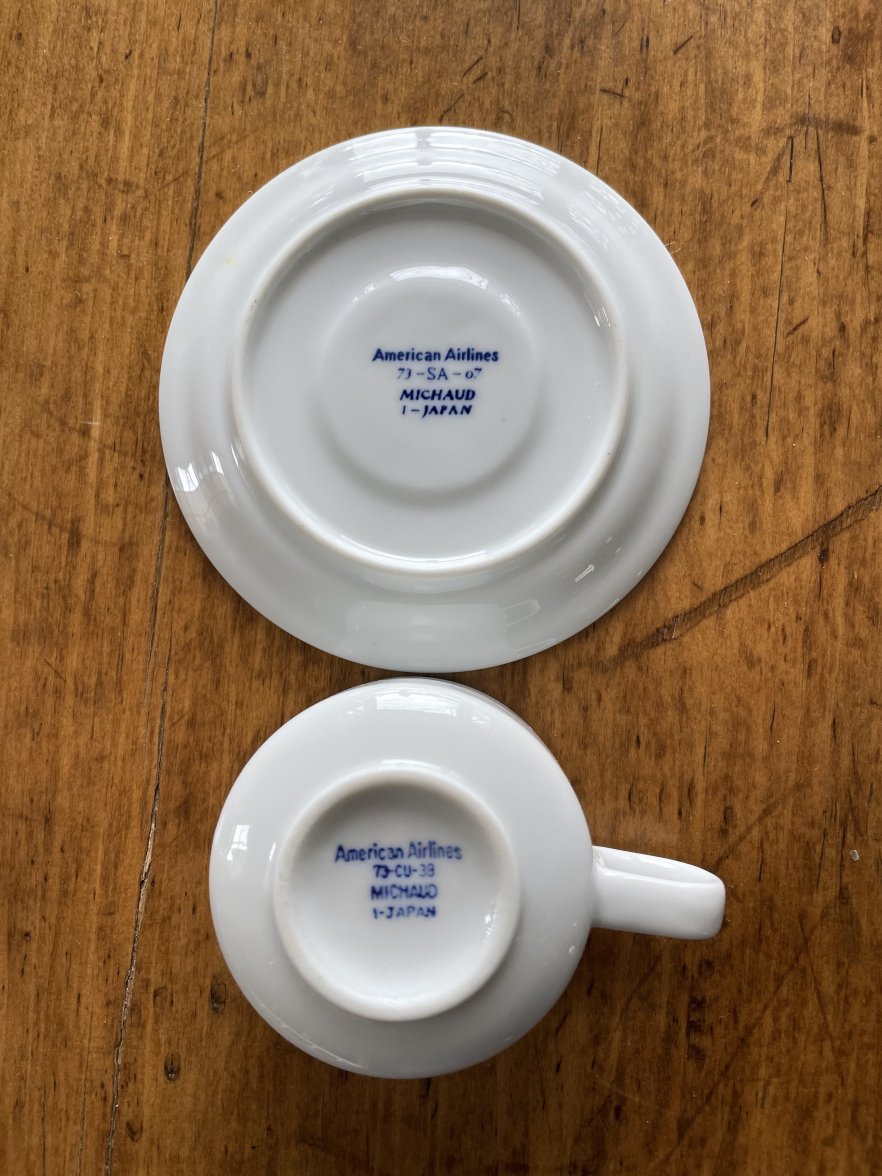 American Airlines
73-SA-07
MICHAUD
1-JAPAN
American Airlines
73-CU-38
MICHAUD
1-JAPAN